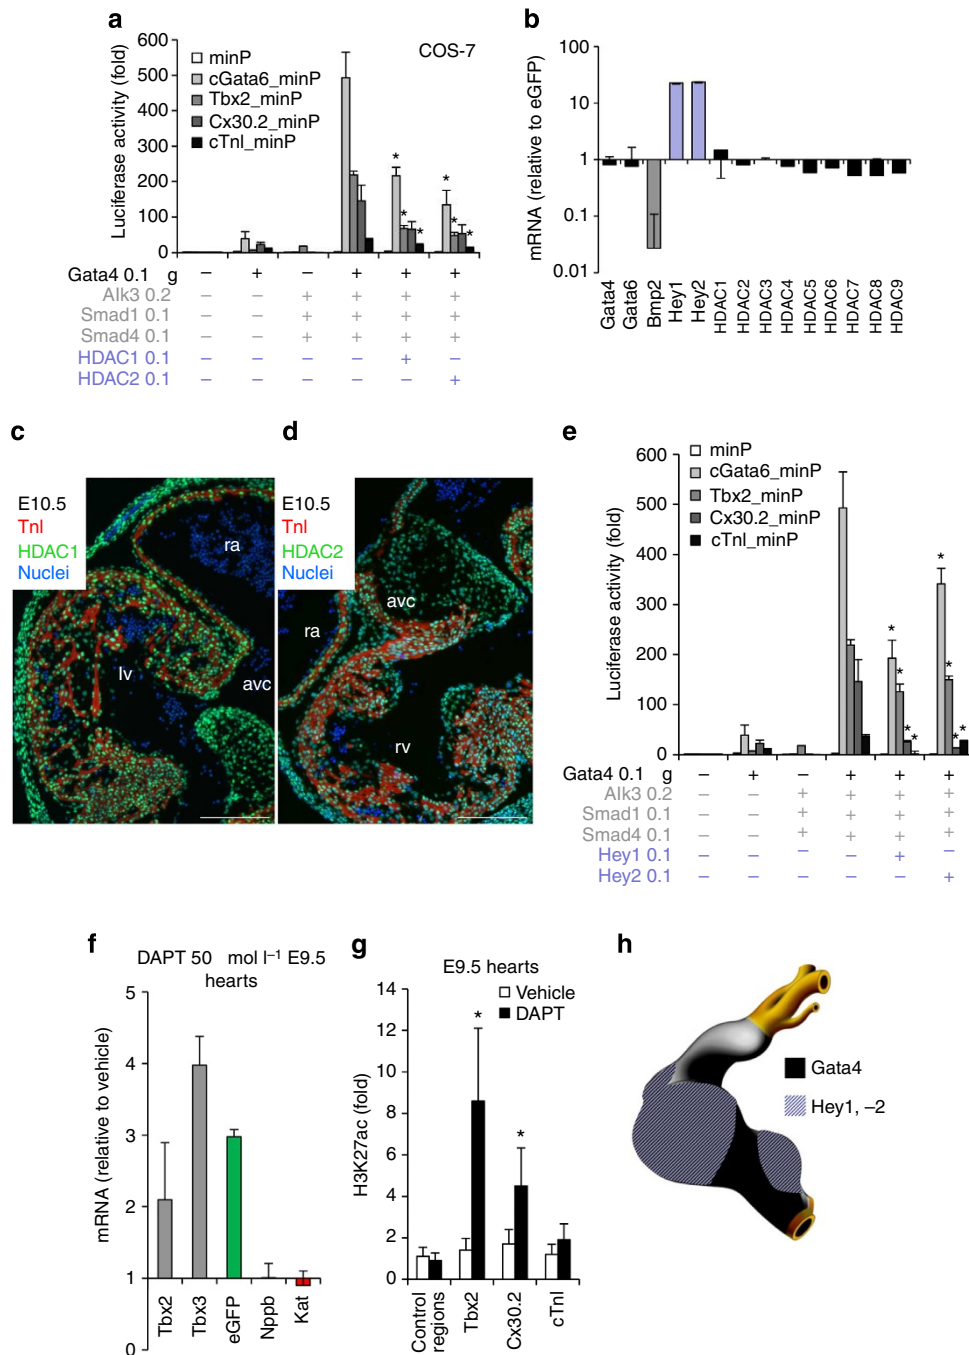 a
COS-7
Luciferase activity (fold)
600
500
400
300
200
100
0
minP
cGata6_minP
Tbx2_minP
Cx30.2_minP
cTnI_minP
* * * * * *
Gata4 0.1 g – + – + + +
Alk3 0.2 – – + + + +
Smad1 0.1 – – + + + +
Smad4 0.1 – – + + + +
HDAC1 0.1 – – – – + –
HDAC2 0.1 – – – – – +
b
mRNA (relative to eGFP)
100
10
1
0.1
0.01
Gata4
Gata6
Bmp2
Hey1
Hey2
HDAC1
HDAC2
HDAC3
HDAC4
HDAC5
HDAC6
HDAC7
HDAC8
HDAC9
c
E10.5
TnI
HDAC1
Nuclei
ra
lv
avc
d
E10.5
TnI
HDAC2
Nuclei
avc
ra
rv
e
Luciferase activity (fold)
600
500
400
300
200
100
0
minP
cGata6_minP
Tbx2_minP
Cx30.2_minP
cTnI_minP
* * * * * * *
Gata4 0.1 g – + – + + +
Alk3 0.2 – – + + + +
Smad1 0.1 – – + + + +
Smad4 0.1 – – + + + +
Hey1 0.1 – – – – + –
Hey2 0.1 – – – – – +
f
DAPT 50 mol l⁻¹ E9.5
hearts
mRNA (relative to vehicle)
5
4
3
2
1
0
Tbx2
Tbx3
eGFP
Nppb
Kat
g
E9.5 hearts
Vehicle
DAPT
H3K27ac (fold)
14
12
10
8
6
4
2
0
* *
Control
regions
Tbx2
Cx30.2
cTnI
h
Gata4
Hey1, –2